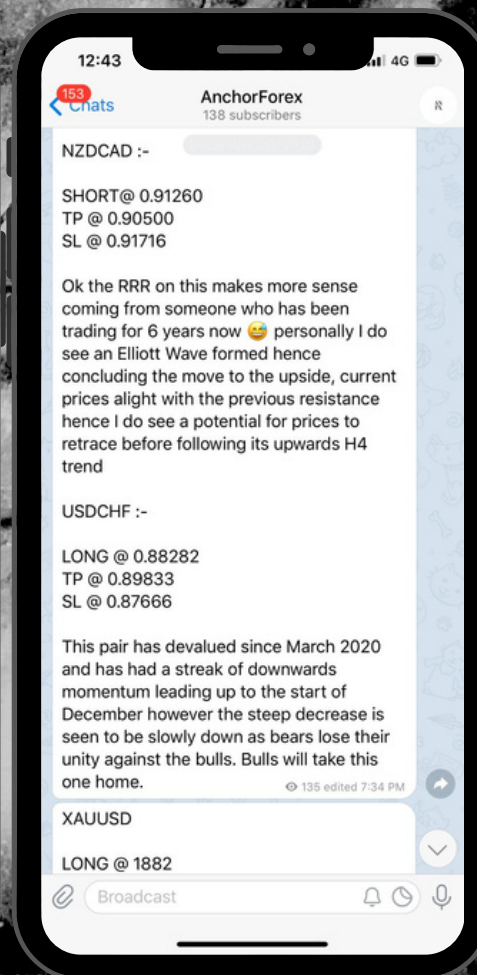 12:43
4G
153
Chats
AnchorForex
138 subscribers
NZDCAD :-
SHORT@ 0.91260
TP @ 0.90500
SL @ 0.91716
Ok the RRR on this makes more sense
coming from someone who has been
trading for 6 years now 😅 personally I do
see an Elliott Wave formed hence
concluding the move to the upside, current
prices alight with the previous resistance
hence I do see a potential for prices to
retrace before following its upwards H4
trend
USDCHF :-
LONG @ 0.88282
TP @ 0.89833
SL @ 0.87666
This pair has devalued since March 2020
and has had a streak of downwards
momentum leading up to the start of
December however the steep decrease is
seen to be slowly down as bears lose their
unity against the bulls. Bulls will take this
one home.
135 edited 7:34 PM
XAUUSD
LONG @ 1882
Broadcast